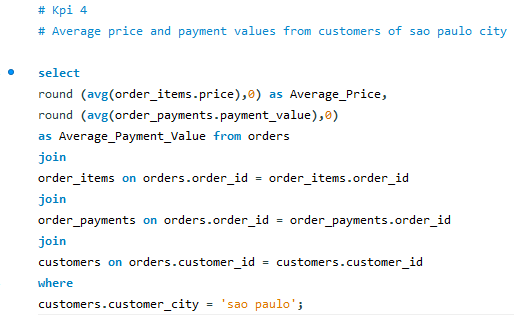 # Kpi 4
# Average price and payment values from customers of sao paulo city
select
round (avg(order_items.price),0) as Average_Price,
round (avg(order_payments.payment_value),0)
as Average_Payment_Value from orders
join
order_items on orders.order_id = order_items.order_id
join
order_payments on orders.order_id = order_payments.order_id
join
customers on orders.customer_id = customers.customer_id
where
customers.customer_city = 'sao paulo';